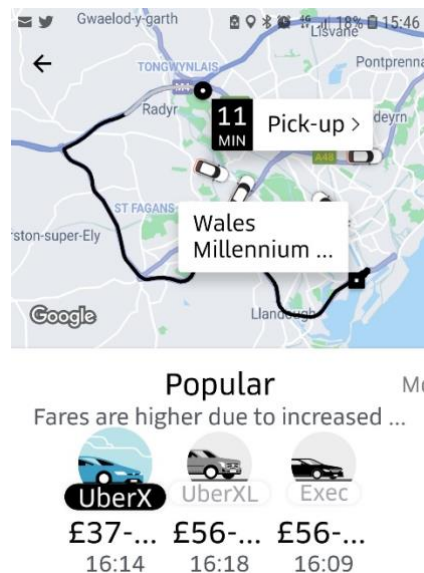 Gwaelod-y-garth
18% 15:46
Lisvane
Pontprenna
TONGWYNLAIS
M4
Radyr
11
MIN
Pick-up >
deyrn
A48
ST FAGANS
Wales
Millennium ...
rston-super-Ely
Google
Llandough
Popular
Mo
Fares are higher due to increased ...
UberX
UberXL
Exec
£37-...
£56-...
£56-...
16:14
16:18
16:09